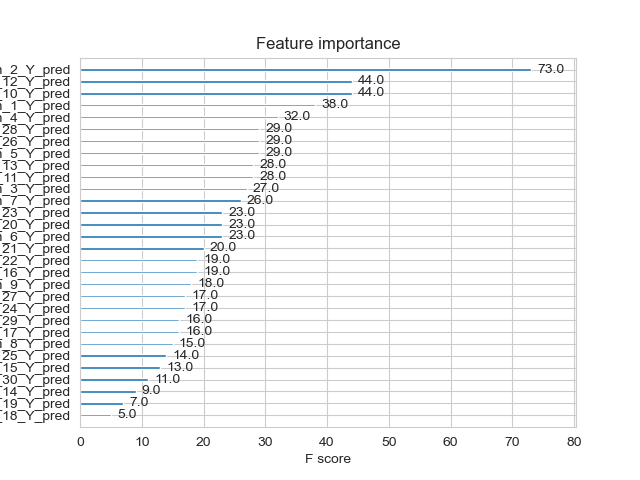 Feature importance
_2_Y_pred 73.0
12_Y_pred 44.0
10_Y_pred 44.0
_1_Y_pred 38.0
_4_Y_pred 32.0
28_Y_pred 29.0
26_Y_pred 29.0
_5_Y_pred 29.0
13_Y_pred 28.0
11_Y_pred 28.0
_3_Y_pred 27.0
_7_Y_pred 26.0
23_Y_pred 23.0
20_Y_pred 23.0
_6_Y_pred 23.0
21_Y_pred 20.0
22_Y_pred 19.0
16_Y_pred 19.0
_9_Y_pred 18.0
27_Y_pred 17.0
24_Y_pred 17.0
29_Y_pred 16.0
17_Y_pred 16.0
_8_Y_pred 15.0
25_Y_pred 14.0
15_Y_pred 13.0
30_Y_pred 11.0
14_Y_pred 9.0
19_Y_pred 7.0
18_Y_pred 5.0
0 10 20 30 40 50 60 70 80
F score